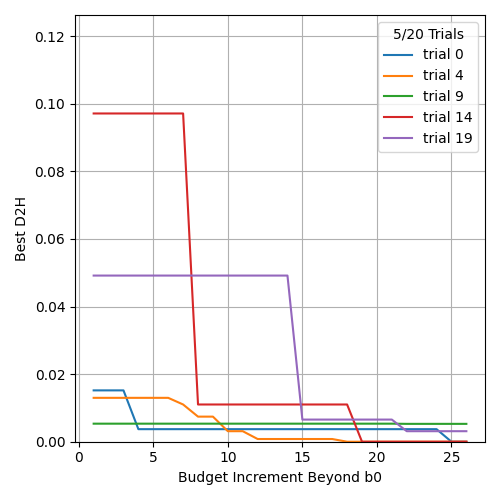 5/20 Trials
trial 0
trial 4
trial 9
trial 14
trial 19
Best D2H
0.12
0.10
0.08
0.06
0.04
0.02
0.00
0 5 10 15 20 25
Budget Increment Beyond b0